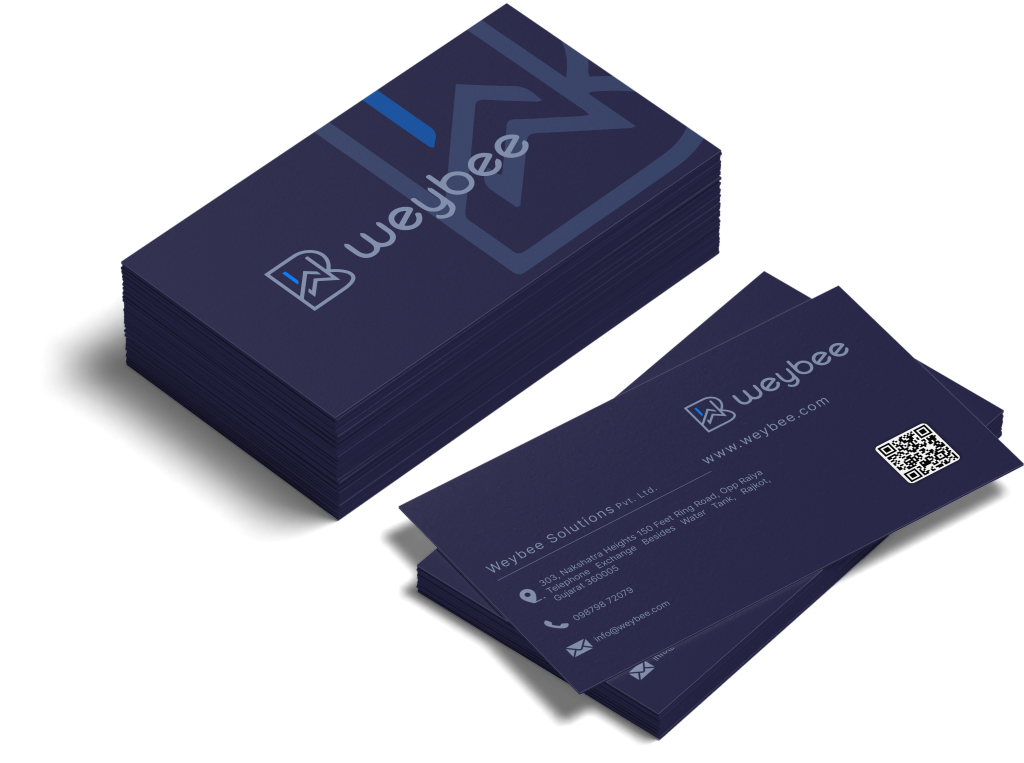 weybee
weybee
www.weybee.com
Weybee Solutions Pvt. Ltd.
303, Nakshatra Heights 150 Feet Ring Road, Opp Raiya
Telephone Exchange Besides Water Tank, Rajkot,
Gujarat 360005
098798 72079
info@weybee.com